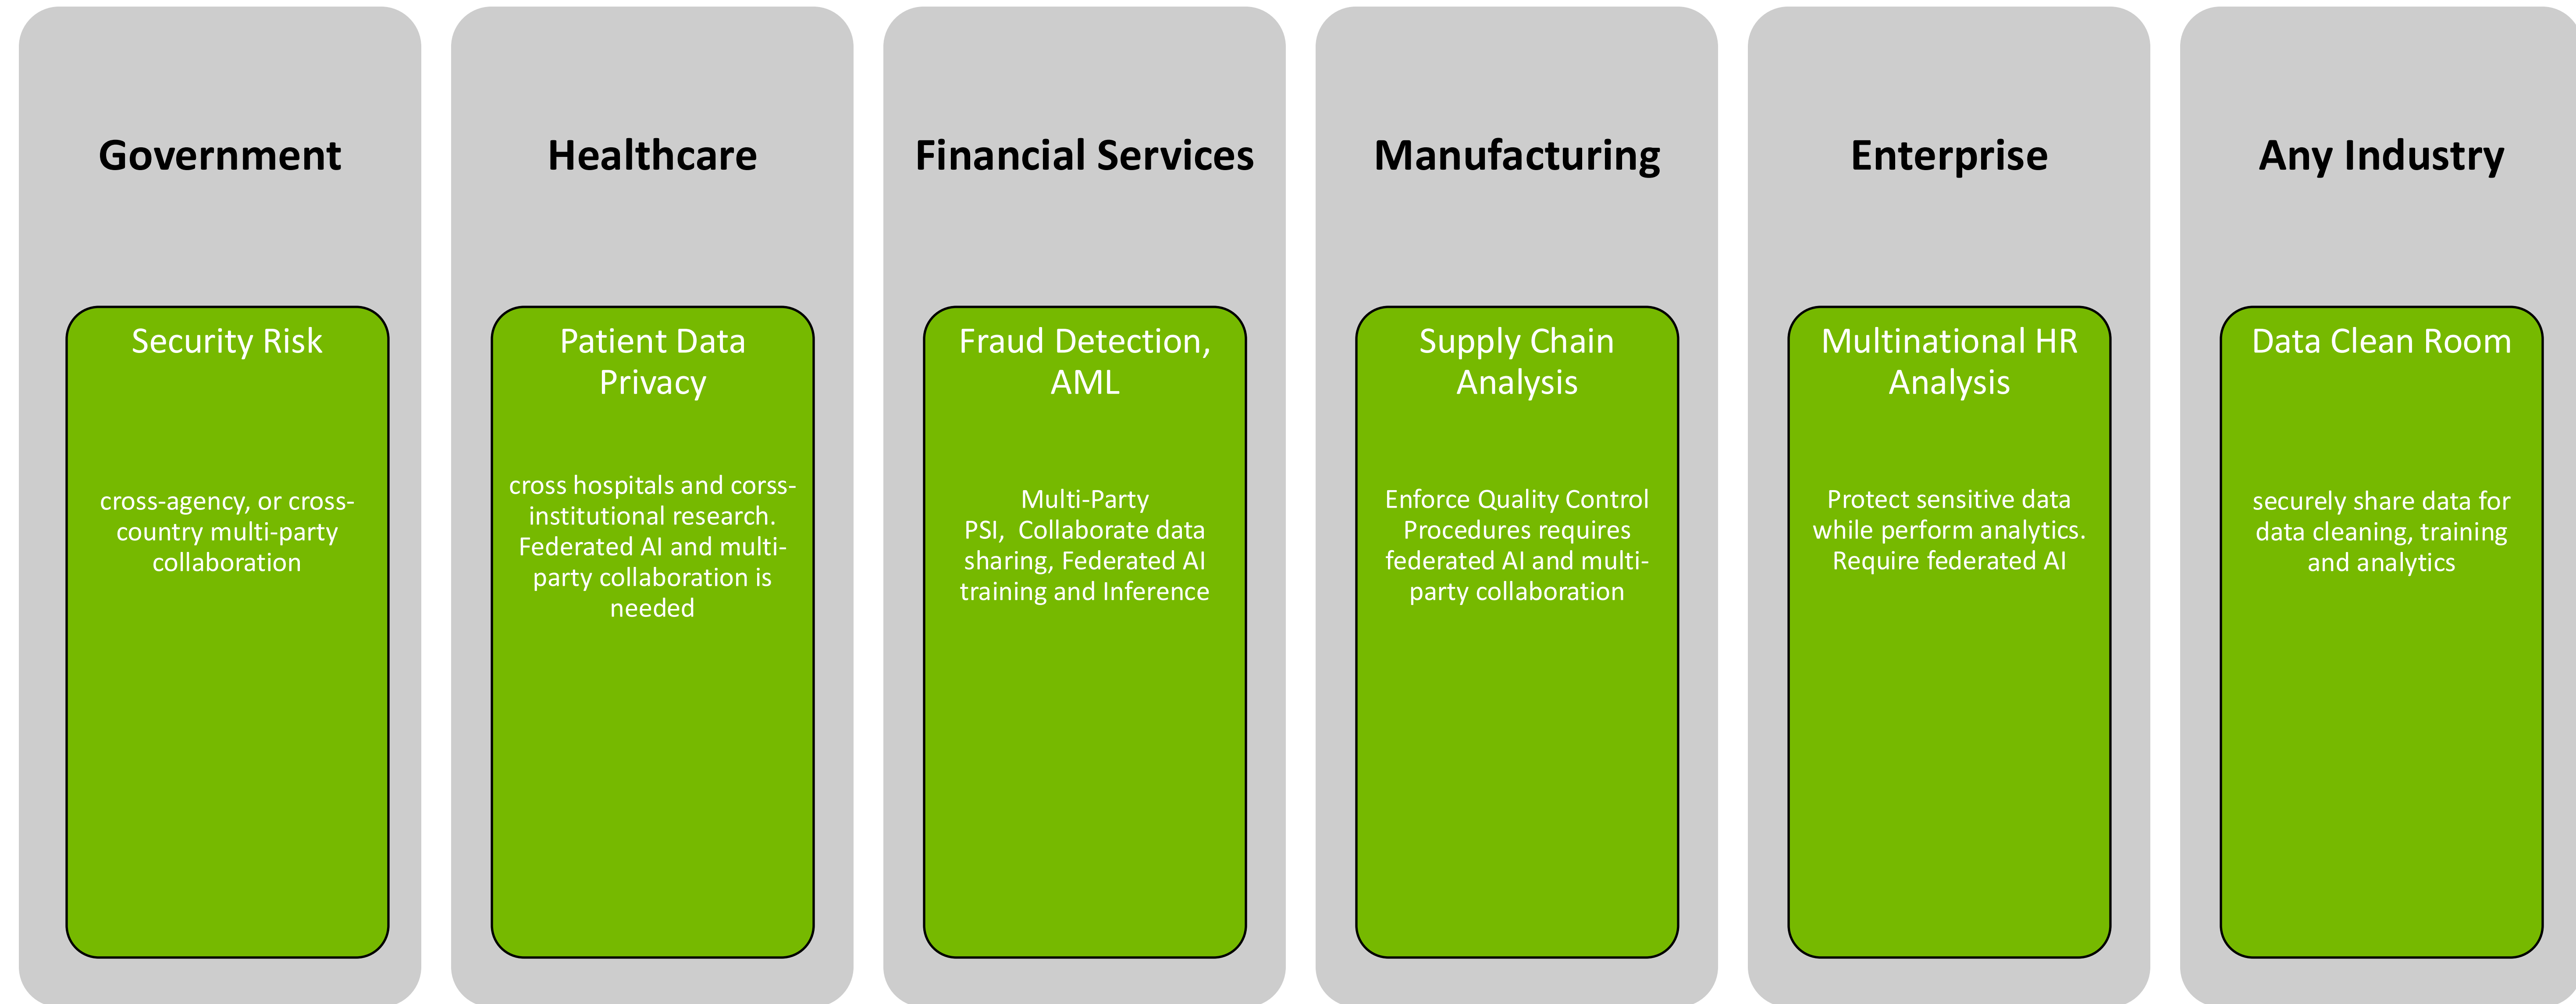 Government
Security Risk
cross-agency, or cross-
country multi-party
collaboration
Healthcare
Patient Data
Privacy
cross hospitals and corss-
institutional research.
Federated AI and multi-
party collaboration is
needed
Financial Services
Fraud Detection,
AML
Multi-Party
PSI,  Collaborate data
sharing, Federated AI
training and Inference
Manufacturing
Supply Chain
Analysis
Enforce Quality Control
Procedures requires
federated AI and multi-
party collaboration
Enterprise
Multinational HR
Analysis
Protect sensitive data
while perform analytics.
Require federated AI
Any Industry
Data Clean Room
securely share data for
data cleaning, training
and analytics